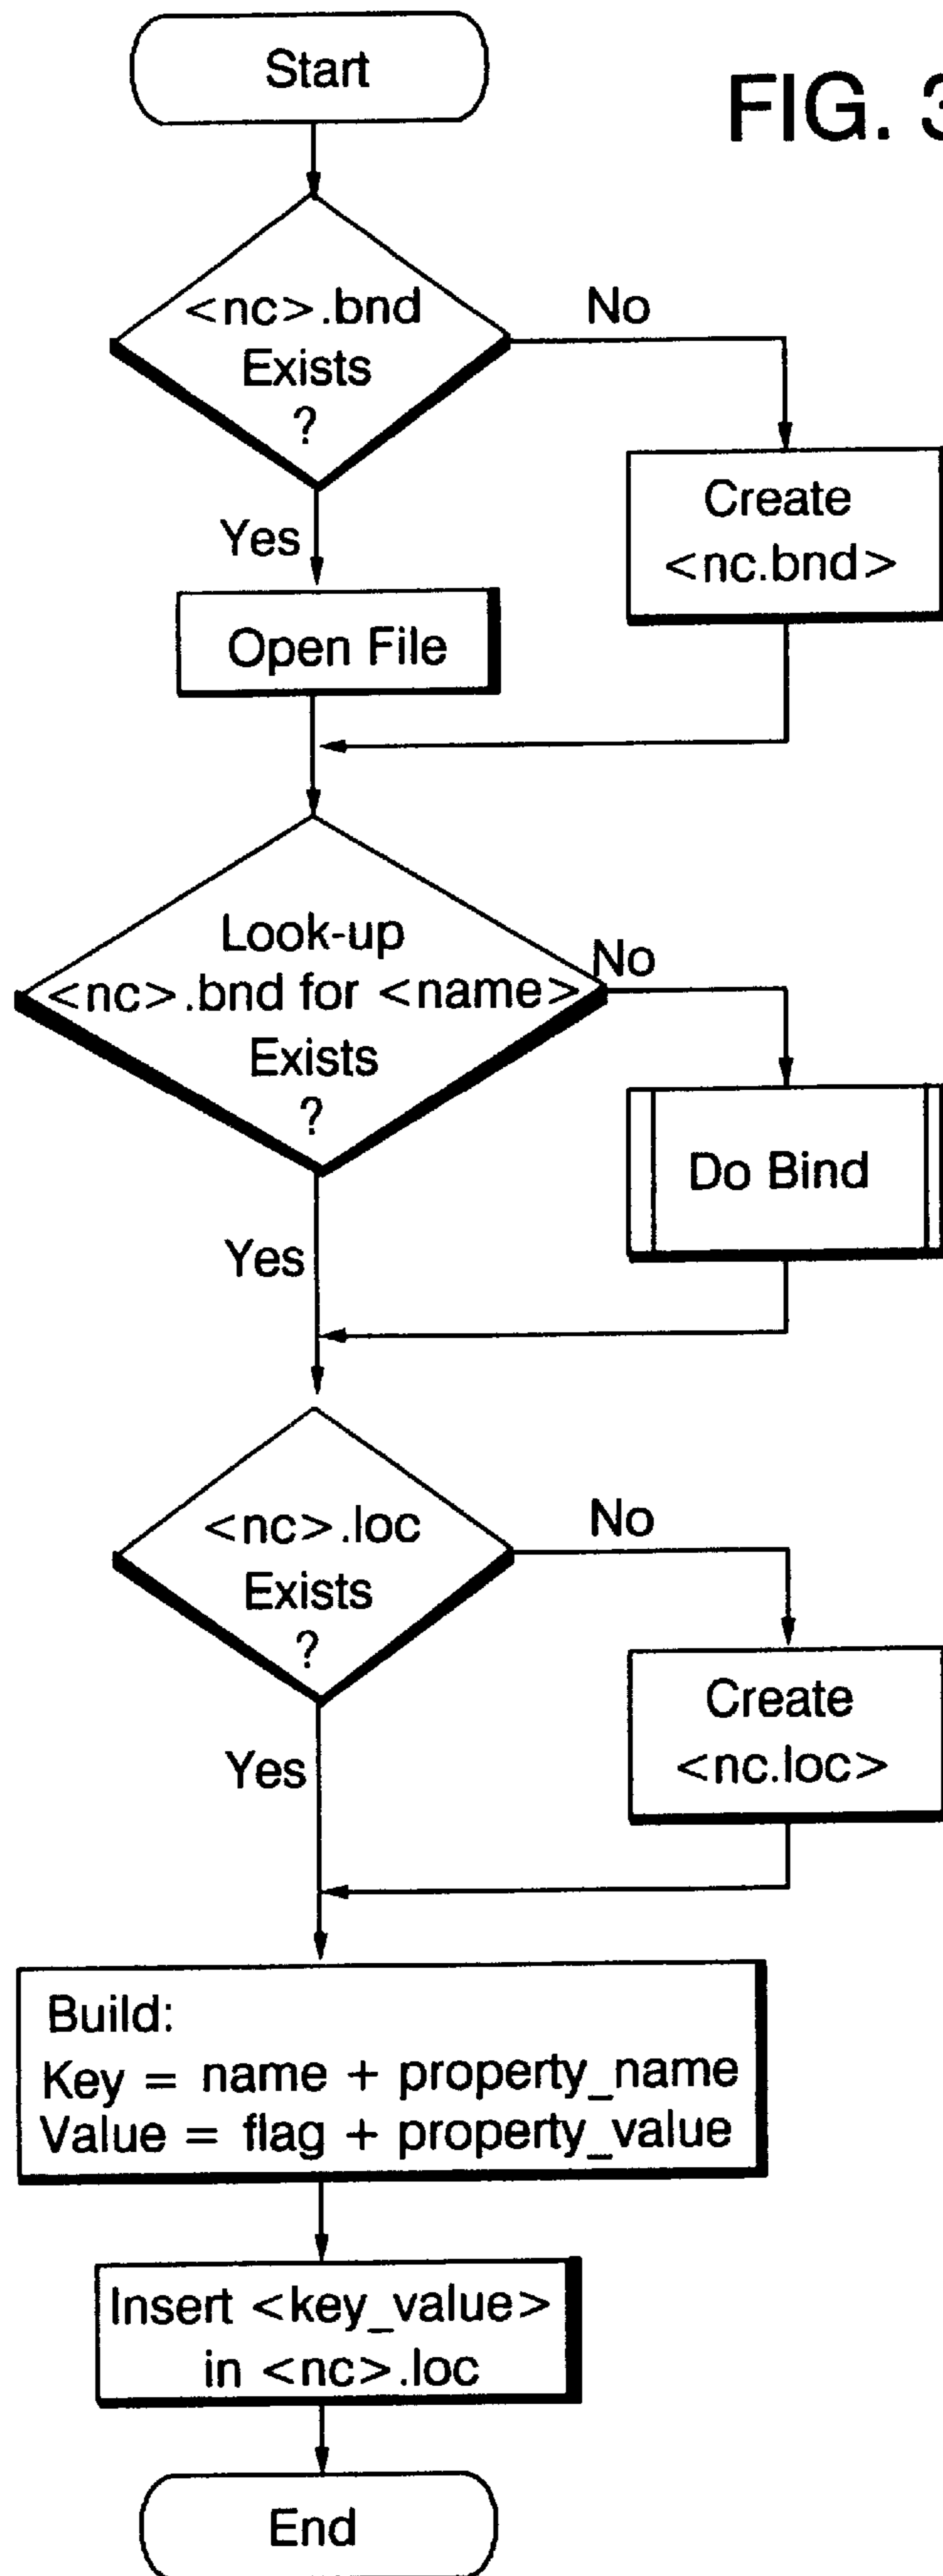 Start
FIG. 3
<nc>.bnd
Exists
?
No
Create
<nc.bnd>
Yes
Open File
Look-up
<nc>.bnd for <name>
Exists
?
No
Do Bind
Yes
<nc>.loc
Exists
?
No
Create
<nc.loc>
Yes
Build:
Key = name + property_name
Value = flag + property_value
Insert <key_value>
in <nc>.loc
End